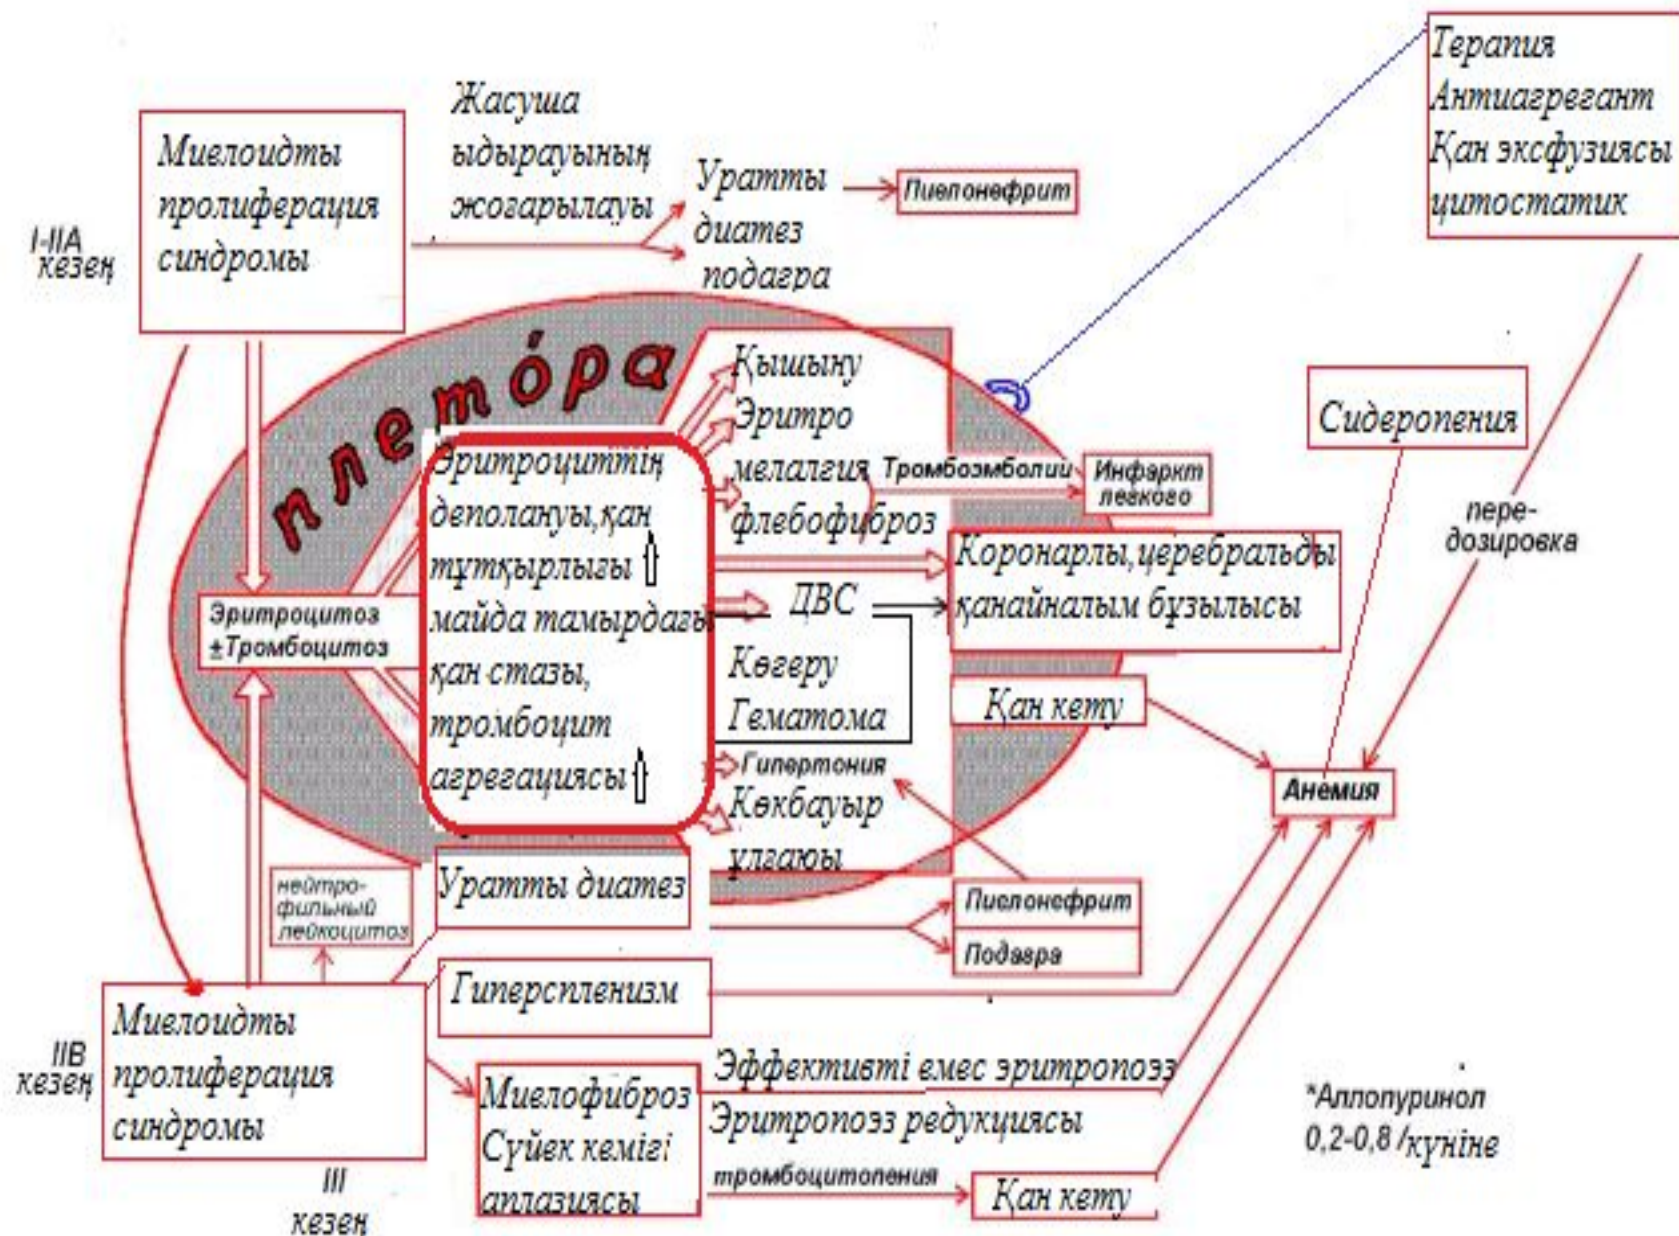 Терапия
Антиагрегант
Қан эксфузиясы
цитостатик
Жасуша
ыдырауының
жоғарылауы
Миелоидты
пролиферация
синдромы
I-IIA
кезең
Уратты
диатез
подагра
Пиелонефрит
плето́ра
Қышыну
Эритро
мелалгия
флебофиброз
Тромбоэмболии
Инфаркт
легкого
Сидеропения
пере-
дозировка
Эритроциттің
деполануы,қан
тұтқырлығы ⇧
майда тамырдағы
қан стазы,
тромбоцит
агрегациясы ⇧
Эритроцитоз
±Тромбоцитоз
Коронарлы,церебральды
қанайналым бұзылысы
ДВС
Көгеру
Гематома
Қан кету
Гипертония
Көкбауыр
ұлғаюы
Анемия
нейтро-
фильный
лейкоцитоз
Уратты диатез
Пиелонефрит
Подагра
Гиперспленизм
IIВ
кезең
Миелоидты
пролиферация
синдромы
Миелофиброз
Сүйек кемігі
аплазиясы
Эффективті емес эритропоэз
Эритропоэз редукциясы
тромбоцитопения
Қан кету
III
кезең
*Аллопуринол
0,2-0,8 /күніне